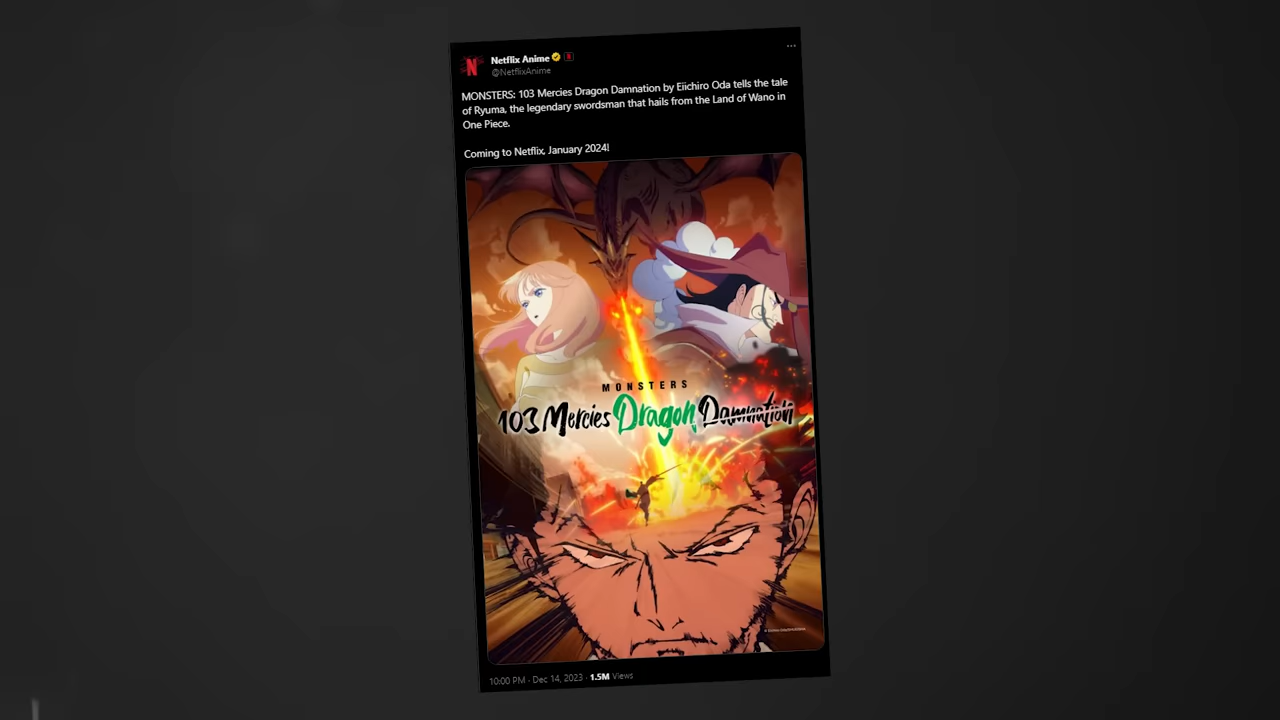 Netflix Anime
@NetflixAnime
MONSTERS: 103 Mercies Dragon Damnation by Eiichiro Oda tells the tale
of Ryuma, the legendary swordsman that hails from the Land of Wano in
One Piece.
Coming to Netflix, January 2024!
MONSTERS
103 Mercies Dragon Damnation
10:00 PM · Dec 14, 2023 · 1.5M Views